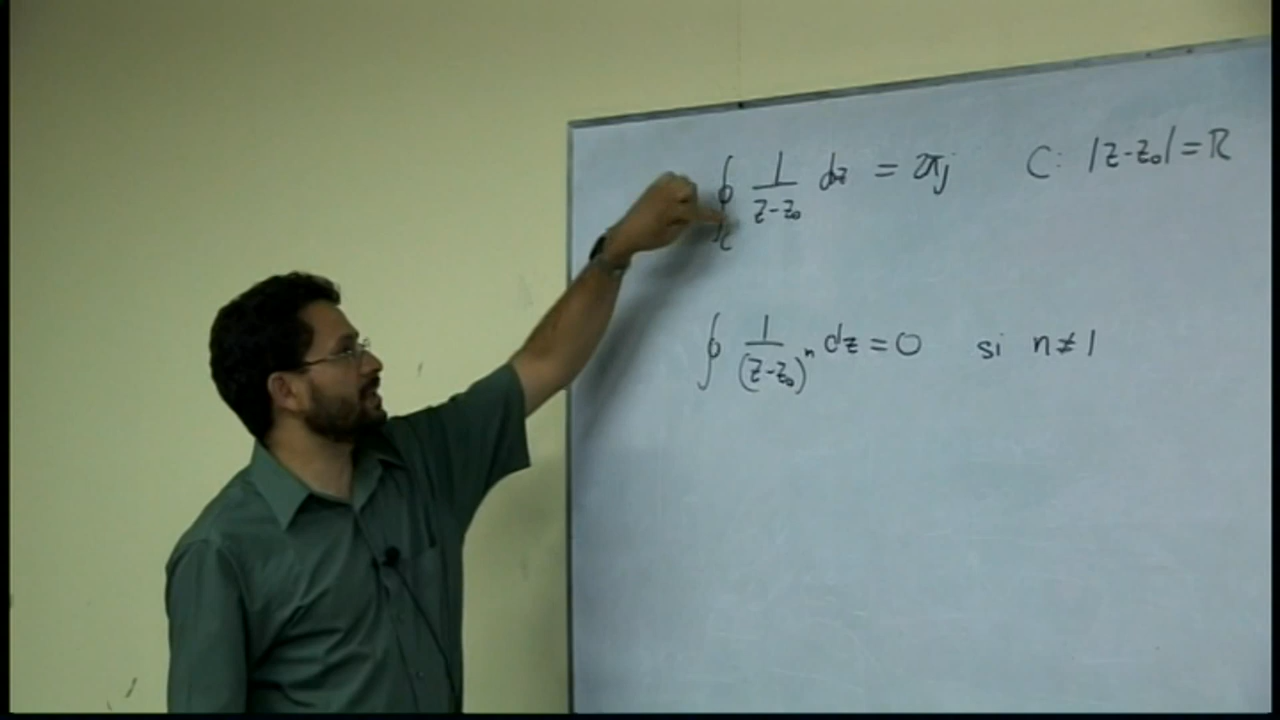 ∮_C 1/(z-z₀) dz = 2πj   C: |z-z₀| = R
∮ 1/(z-z₀)ⁿ dz = 0   si n≠1